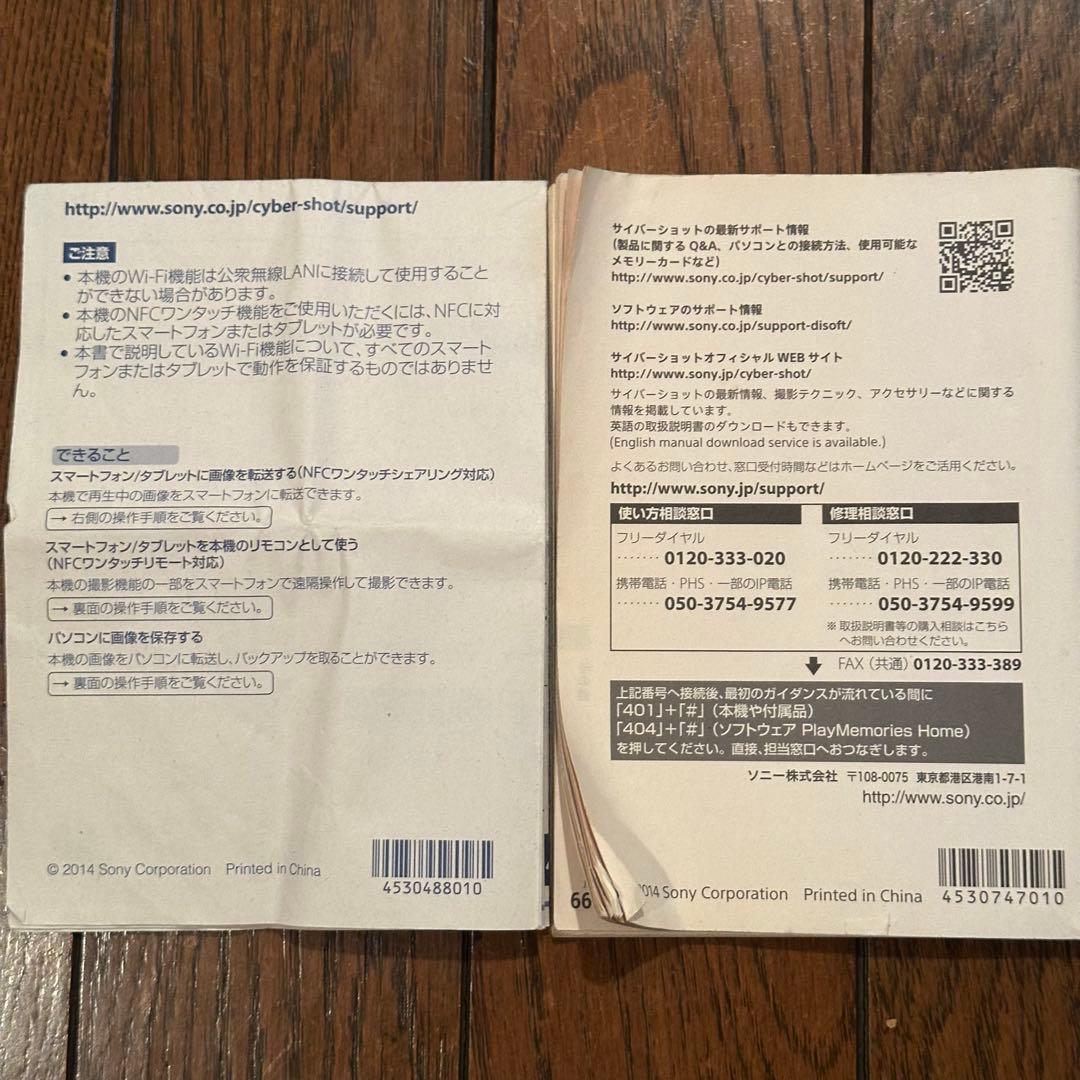 http://www.sony.co.jp/cyber-shot/support/
ご注意
• 本機のWi-Fi機能は公衆無線LANに接続して使用すること
ができない場合があります。
• 本機のNFCワンタッチ機能をご使用いただくには、NFCに対
応したスマートフォンまたはタブレットが必要です。
• 本書で説明しているWi-Fi機能について、すべてのスマート
フォンまたはタブレットで動作を保証するものではありませ
ん。
できること
スマートフォン/タブレットに画像を転送する(NFCワンタッチシェアリング対応)
本機で再生中の画像をスマートフォンに転送できます。
→ 右側の操作手順をご覧ください。
スマートフォン/タブレットを本機のリモコンとして使う
(NFCワンタッチリモート対応)
本機の撮影機能の一部をスマートフォンで遠隔操作して撮影できます。
→ 裏面の操作手順をご覧ください。
パソコンに画像を保存する
本機の画像をパソコンに転送し、バックアップを取ることができます。
→ 裏面の操作手順をご覧ください。
© 2014 Sony Corporation Printed in China
4530488010
サイバーショットの最新サポート情報
(製品に関する Q&A、パソコンとの接続方法、使用可能な
メモリーカードなど)
http://www.sony.co.jp/cyber-shot/support/
ソフトウェアのサポート情報
http://www.sony.co.jp/support-disoft/
サイバーショットオフィシャル WEB サイト
http://www.sony.jp/cyber-shot/
サイバーショットの最新情報、撮影テクニック、アクセサリーなどに関する
情報を掲載しています。
英語の取扱説明書のダウンロードもできます。
(English manual download service is available.)
よくあるお問い合わせ、窓口受付時間などはホームページをご活用ください。
http://www.sony.jp/support/
使い方相談窓口
フリーダイヤル
······· 0120-333-020
携帯電話・PHS・一部のIP電話
······· 050-3754-9577
修理相談窓口
フリーダイヤル
······· 0120-222-330
携帯電話・PHS・一部のIP電話
······· 050-3754-9599
※ 取扱説明書等の購入相談はこちら
へお問い合わせください。
FAX (共通) 0120-333-389
上記番号へ接続後、最初のガイダンスが流れている間に
「401」+「#」(本機や付属品)
「404」+「#」(ソフトウェア PlayMemories Home)
を押してください。直接、担当窓口へおつなぎします。
ソニー株式会社 〒108-0075 東京都港区港南1-7-1
http://www.sony.co.jp/
66
2014 Sony Corporation Printed in China
4530747010